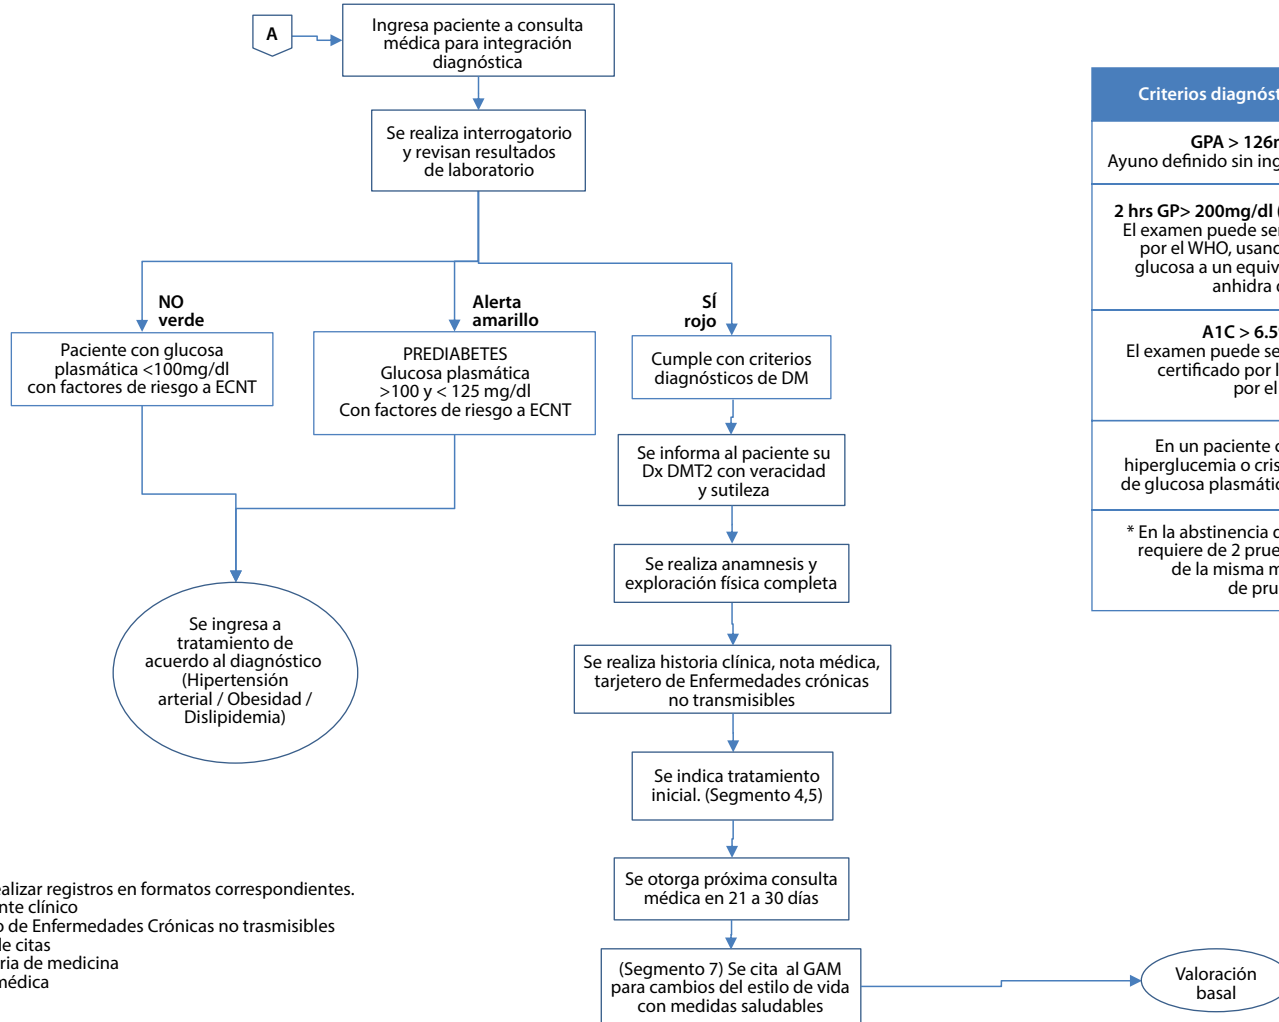 A
Ingresa paciente a consulta
médica para integración
diagnóstica
Se realiza interrogatorio
y revisan resultados
de laboratorio
NO
verde
Alerta
amarillo
SÍ
rojo
Paciente con glucosa
plasmática <100mg/dl
con factores de riesgo a ECNT
PREDIABETES
Glucosa plasmática
>100 y < 125 mg/dl
Con factores de riesgo a ECNT
Cumple con criterios
diagnósticos de DM
Se informa al paciente su
Dx DMT2 con veracidad
y sutileza
Se realiza anamnesis y
exploración física completa
Se ingresa a
tratamiento de
acuerdo al diagnóstico
(Hipertensión
arterial / Obesidad /
Dislipidemia)
Se realiza historia clínica, nota médica,
tarjetero de Enfermedades crónicas
no transmisibles
Se indica tratamiento
inicial. (Segmento 4,5)
Se otorga próxima consulta
médica en 21 a 30 días
(Segmento 7) Se cita al GAM
para cambios del estilo de vida
con medidas saludables
Valoración
basal
Criterios diagnóst
GPA > 126m
Ayuno definido sin ing
2 hrs GP> 200mg/dl (
El examen puede ser
por el WHO, usand
glucosa a un equiv
anhidra d
A1C > 6.5
El examen puede se
certificado por l
por el
En un paciente c
hiperglucemia o cris
de glucosa plasmátic
* En la abstinencia d
requiere de 2 prue
de la misma m
de pru
ealizar registros en formatos correspondientes.
nte clínico
o de Enfermedades Crónicas no trasmisibles
de citas
ria de medicina
médica